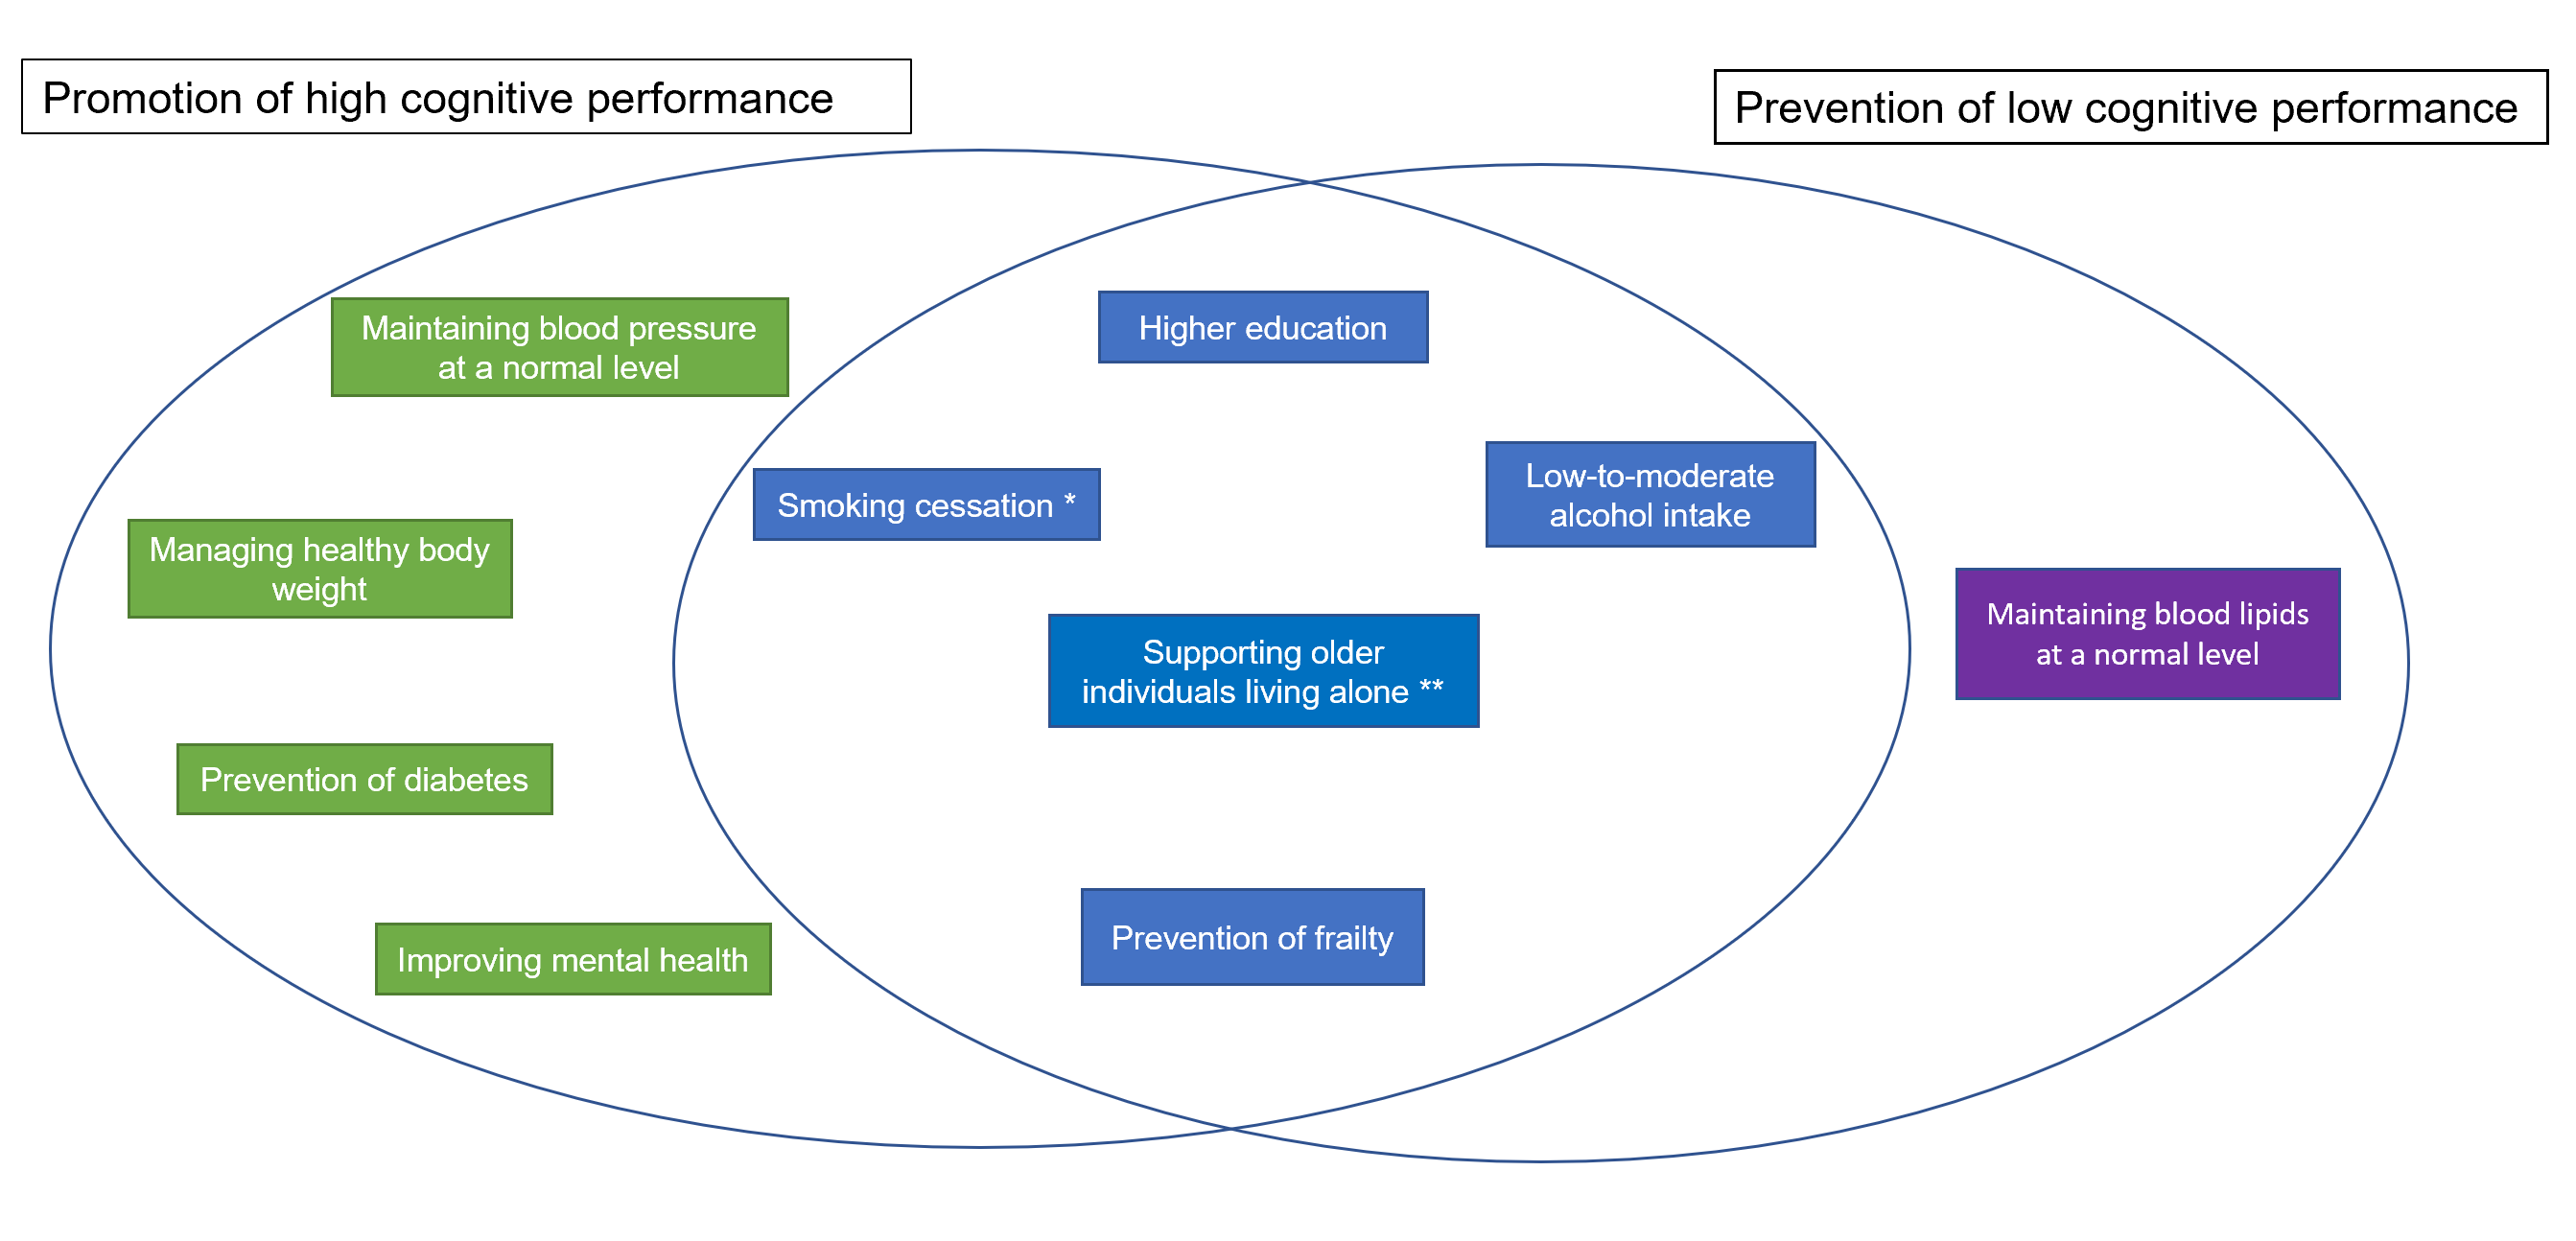 Promotion of high cognitive performance
Prevention of low cognitive performance
Maintaining blood pressure
at a normal level
Higher education
Smoking cessation *
Low-to-moderate
alcohol intake
Managing healthy body
weight
Supporting older
individuals living alone **
Maintaining blood lipids
at a normal level
Prevention of diabetes
Improving mental health
Prevention of frailty